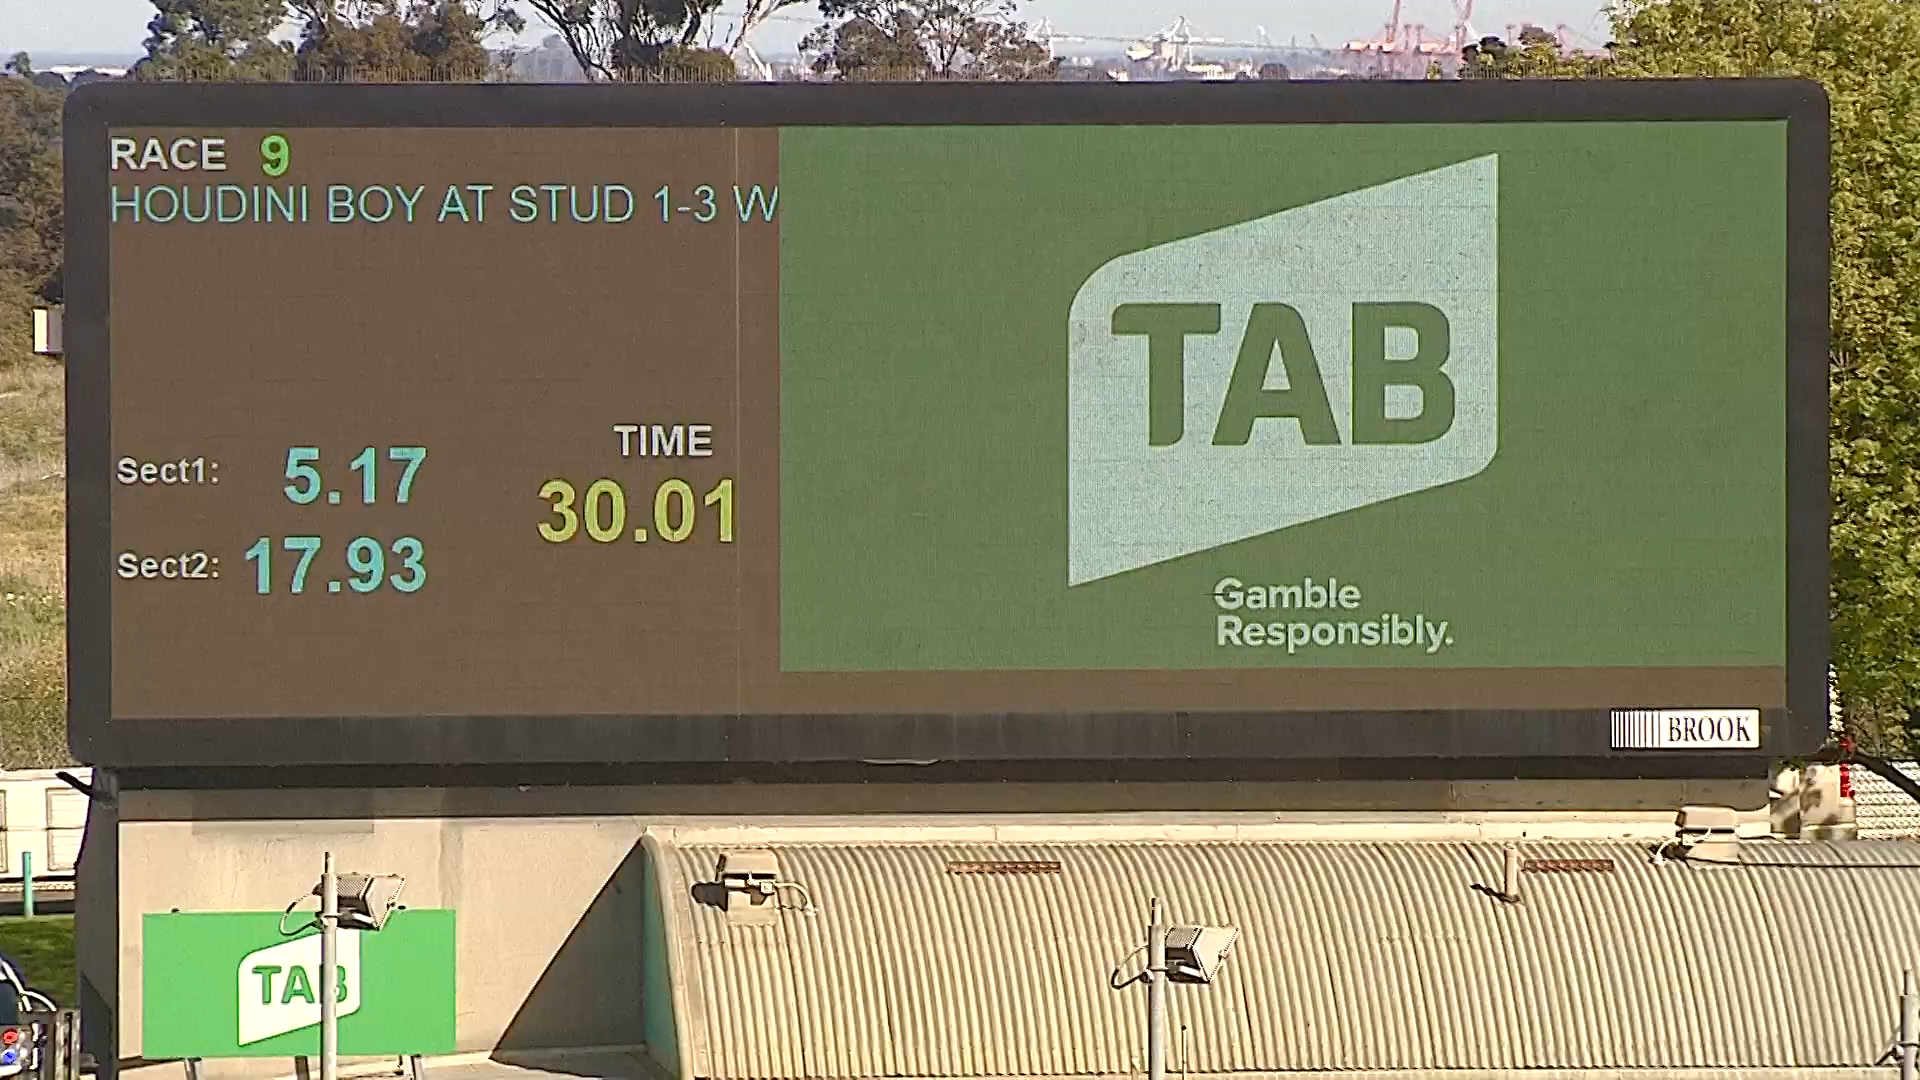 RACE 9
HOUDINI BOY AT STUD 1-3 W
TIME
Sect1: 5.17
30.01
Sect2: 17.93
TAB
Gamble
Responsibly.
BROOK
TAB